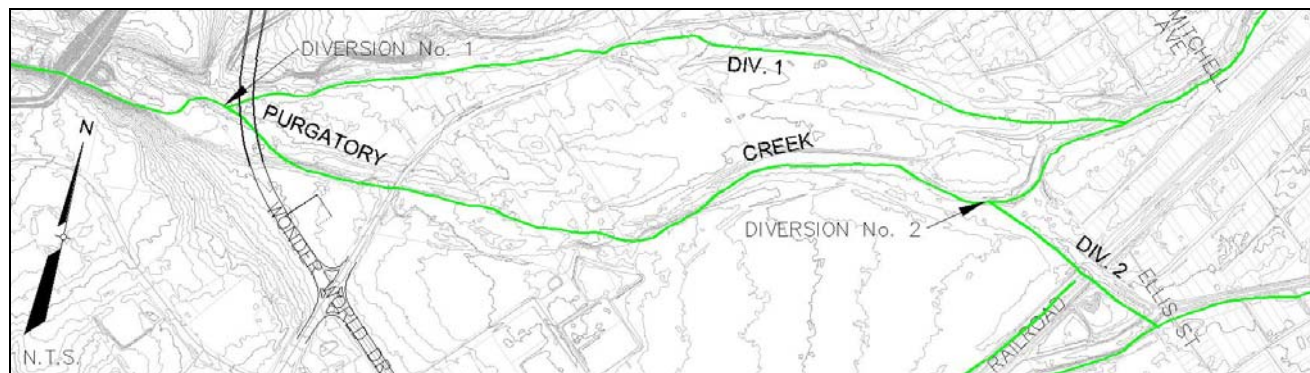 DIVERSION No. 1
MITCHELL
AVE
DIV. 1
PURGATORY
CREEK
N
WONDER WORLD DR
DIVERSION No. 2
DIV. 2
ELLIS ST
RAILROAD
N.T.S.